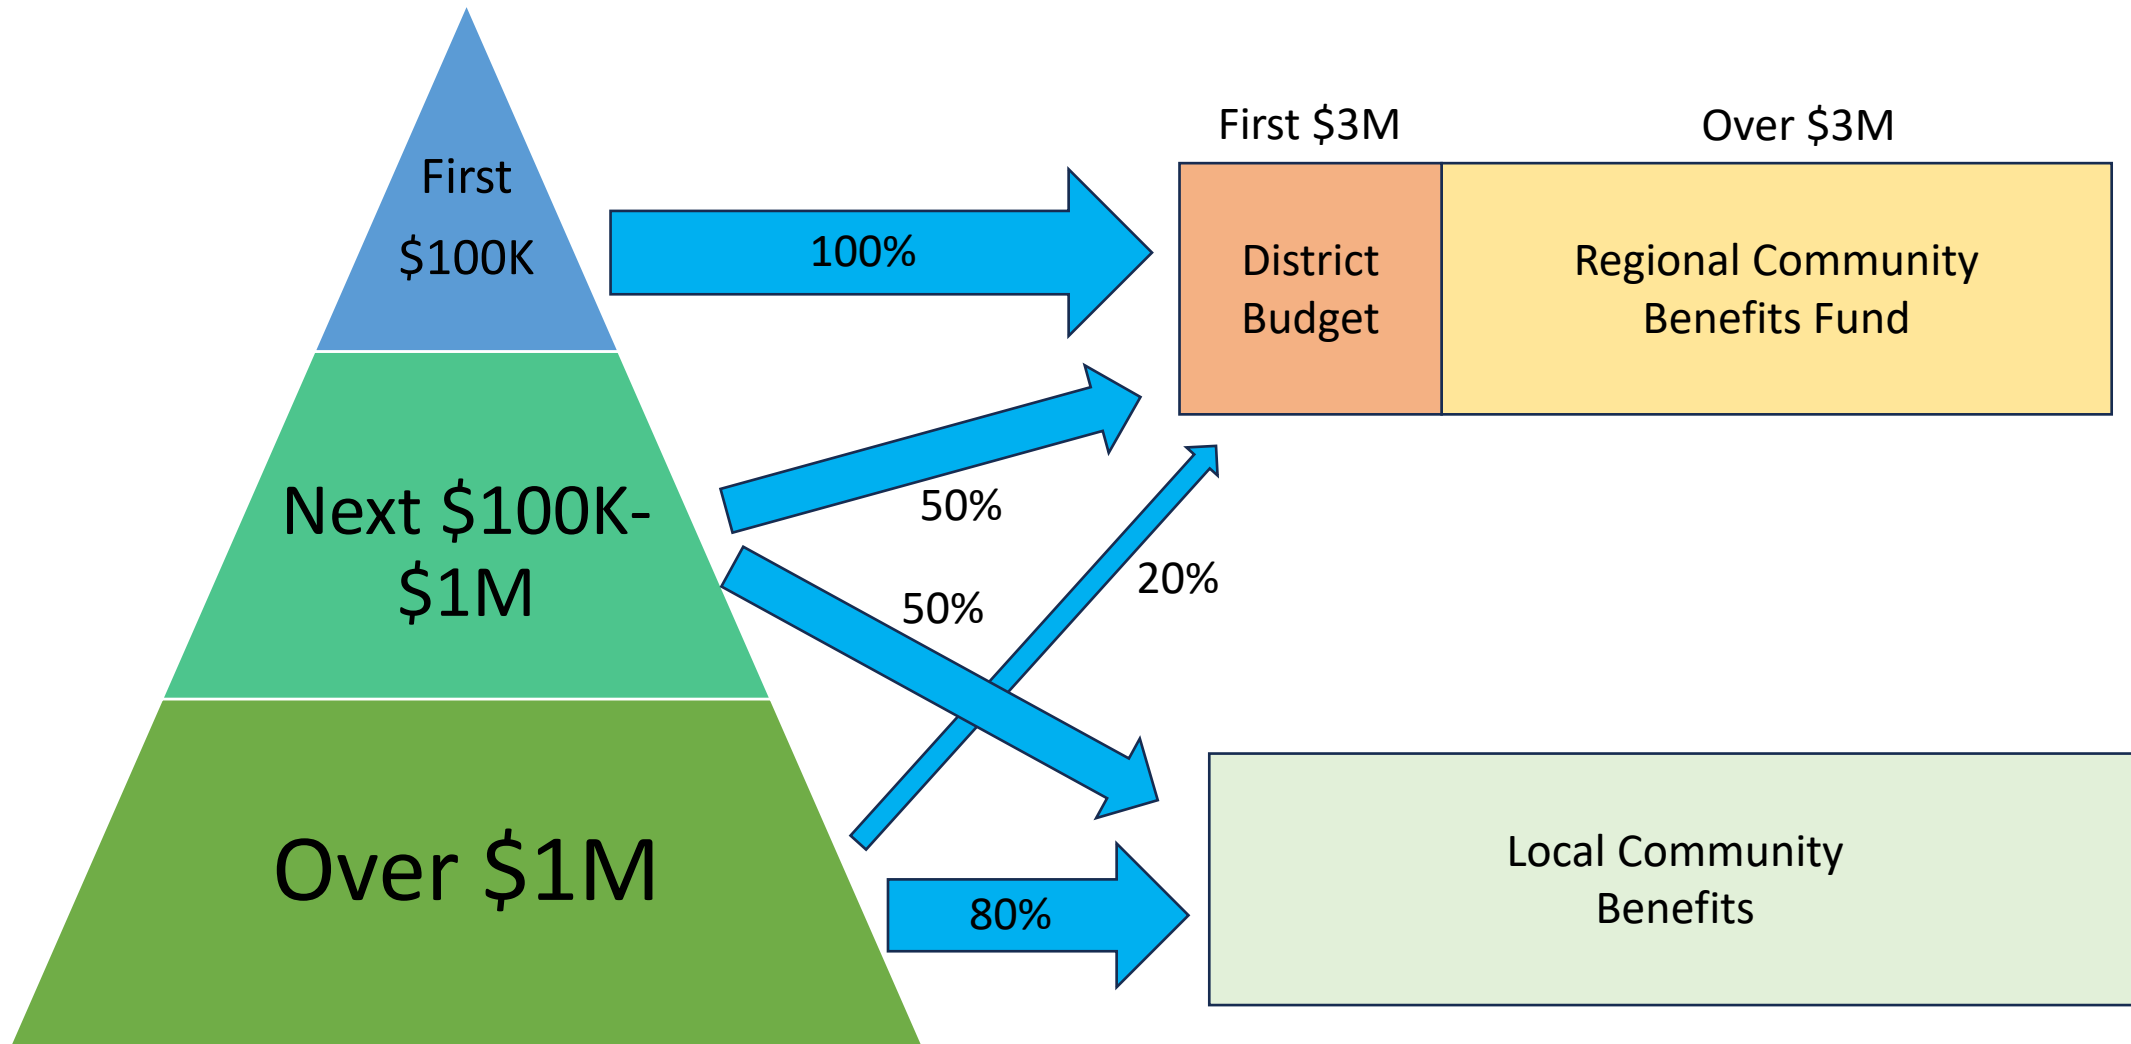 First
$100K
Next $100K-
$1M
Over $1M
100%
50%
50%
20%
80%
First $3M
Over $3M
District
Budget
Regional Community
Benefits Fund
Local Community
Benefits